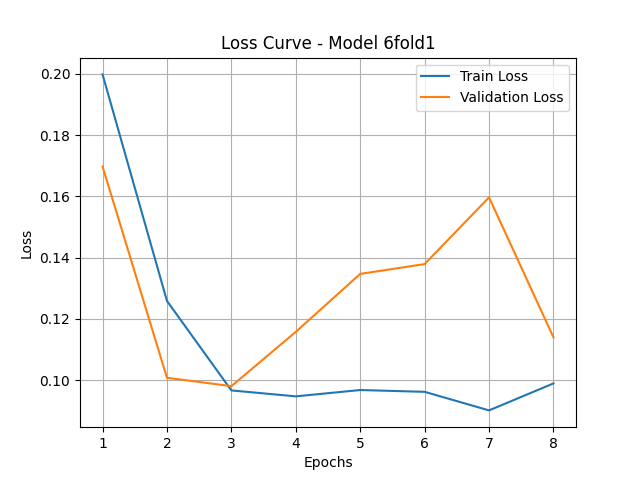 Loss Curve - Model 6fold1
Train Loss
Validation Loss
Loss
0.20
0.18
0.16
0.14
0.12
0.10
1 2 3 4 5 6 7 8
Epochs